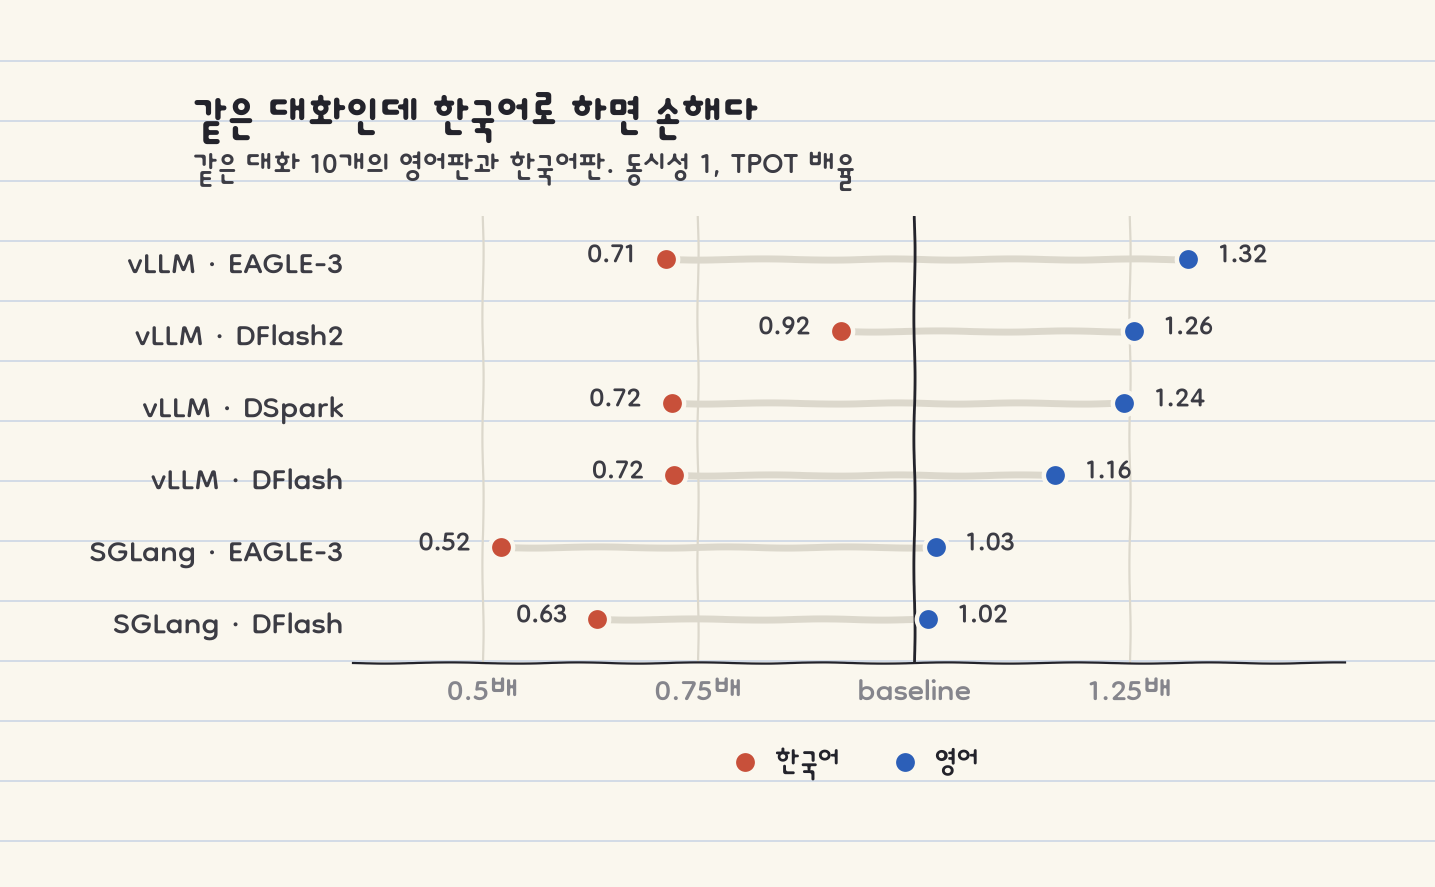 같은 대화인데 한국어로 하면 손해다
같은 대화 10개의 영어판과 한국어판. 동시성 1, TPOT 배율
vLLM · EAGLE-3 0.71 1.32
vLLM · DFlash2 0.92 1.26
vLLM · DSpark 0.72 1.24
vLLM · DFlash 0.72 1.16
SGLang · EAGLE-3 0.52 1.03
SGLang · DFlash 0.63 1.02
0.5배 0.75배 baseline 1.25배
한국어 영어